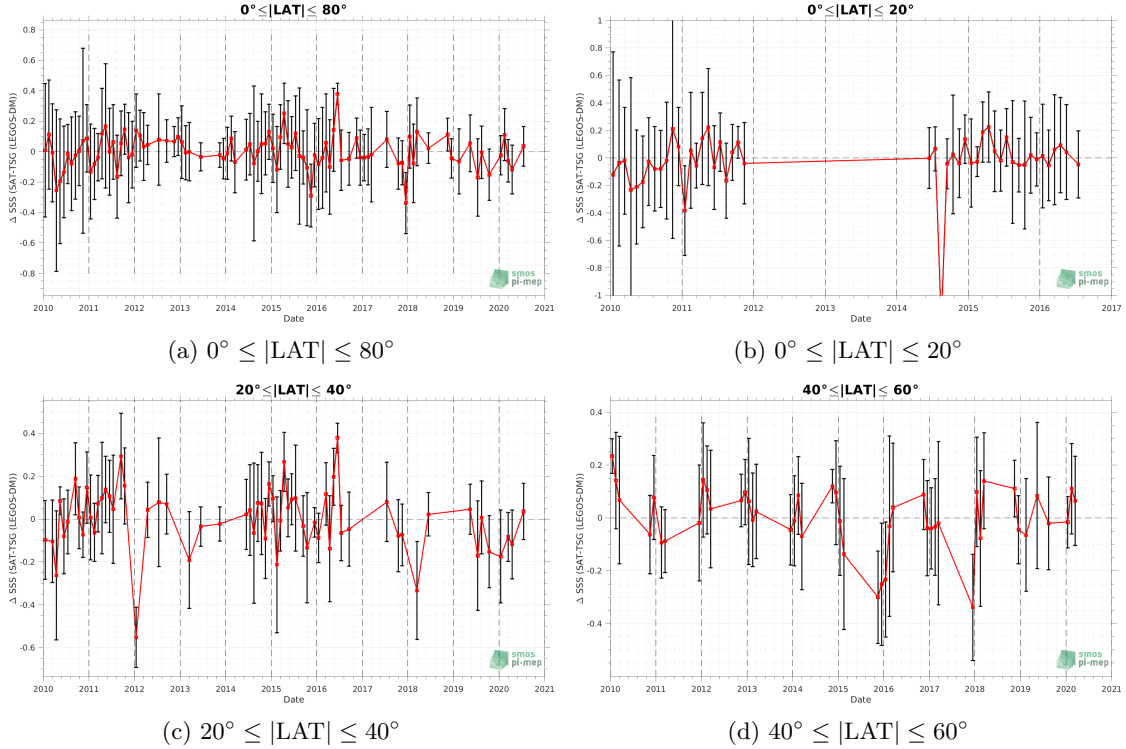 0°≤|LAT|≤ 80°
Δ SSS (SAT-TSG (LEGOS-DM))
0.8
0.6
0.4
0.2
0
-0.2
-0.4
-0.6
-0.8
2010 2011 2012 2013 2014 2015 2016 2017 2018 2019 2020 2021
Date
smos
pi-mep
(a) 0° ≤ |LAT| ≤ 80°
0°≤|LAT|≤ 20°
Δ SSS (SAT-TSG (LEGOS-DM))
1
0.8
0.6
0.4
0.2
0
-0.2
-0.4
-0.6
-0.8
-1
2010 2011 2012 2013 2014 2015 2016 2017
Date
smos
pi-mep
(b) 0° ≤ |LAT| ≤ 20°
20°≤|LAT|≤ 40°
Δ SSS (SAT-TSG (LEGOS-DM))
0.4
0.2
0
-0.2
-0.4
-0.6
2010 2011 2012 2013 2014 2015 2016 2017 2018 2019 2020 2021
Date
smos
pi-mep
(c) 20° ≤ |LAT| ≤ 40°
40°≤|LAT|≤ 60°
Δ SSS (SAT-TSG (LEGOS-DM))
0.4
0.2
0
-0.2
-0.4
2010 2011 2012 2013 2014 2015 2016 2017 2018 2019 2020 2021
Date
smos
pi-mep
(d) 40° ≤ |LAT| ≤ 60°